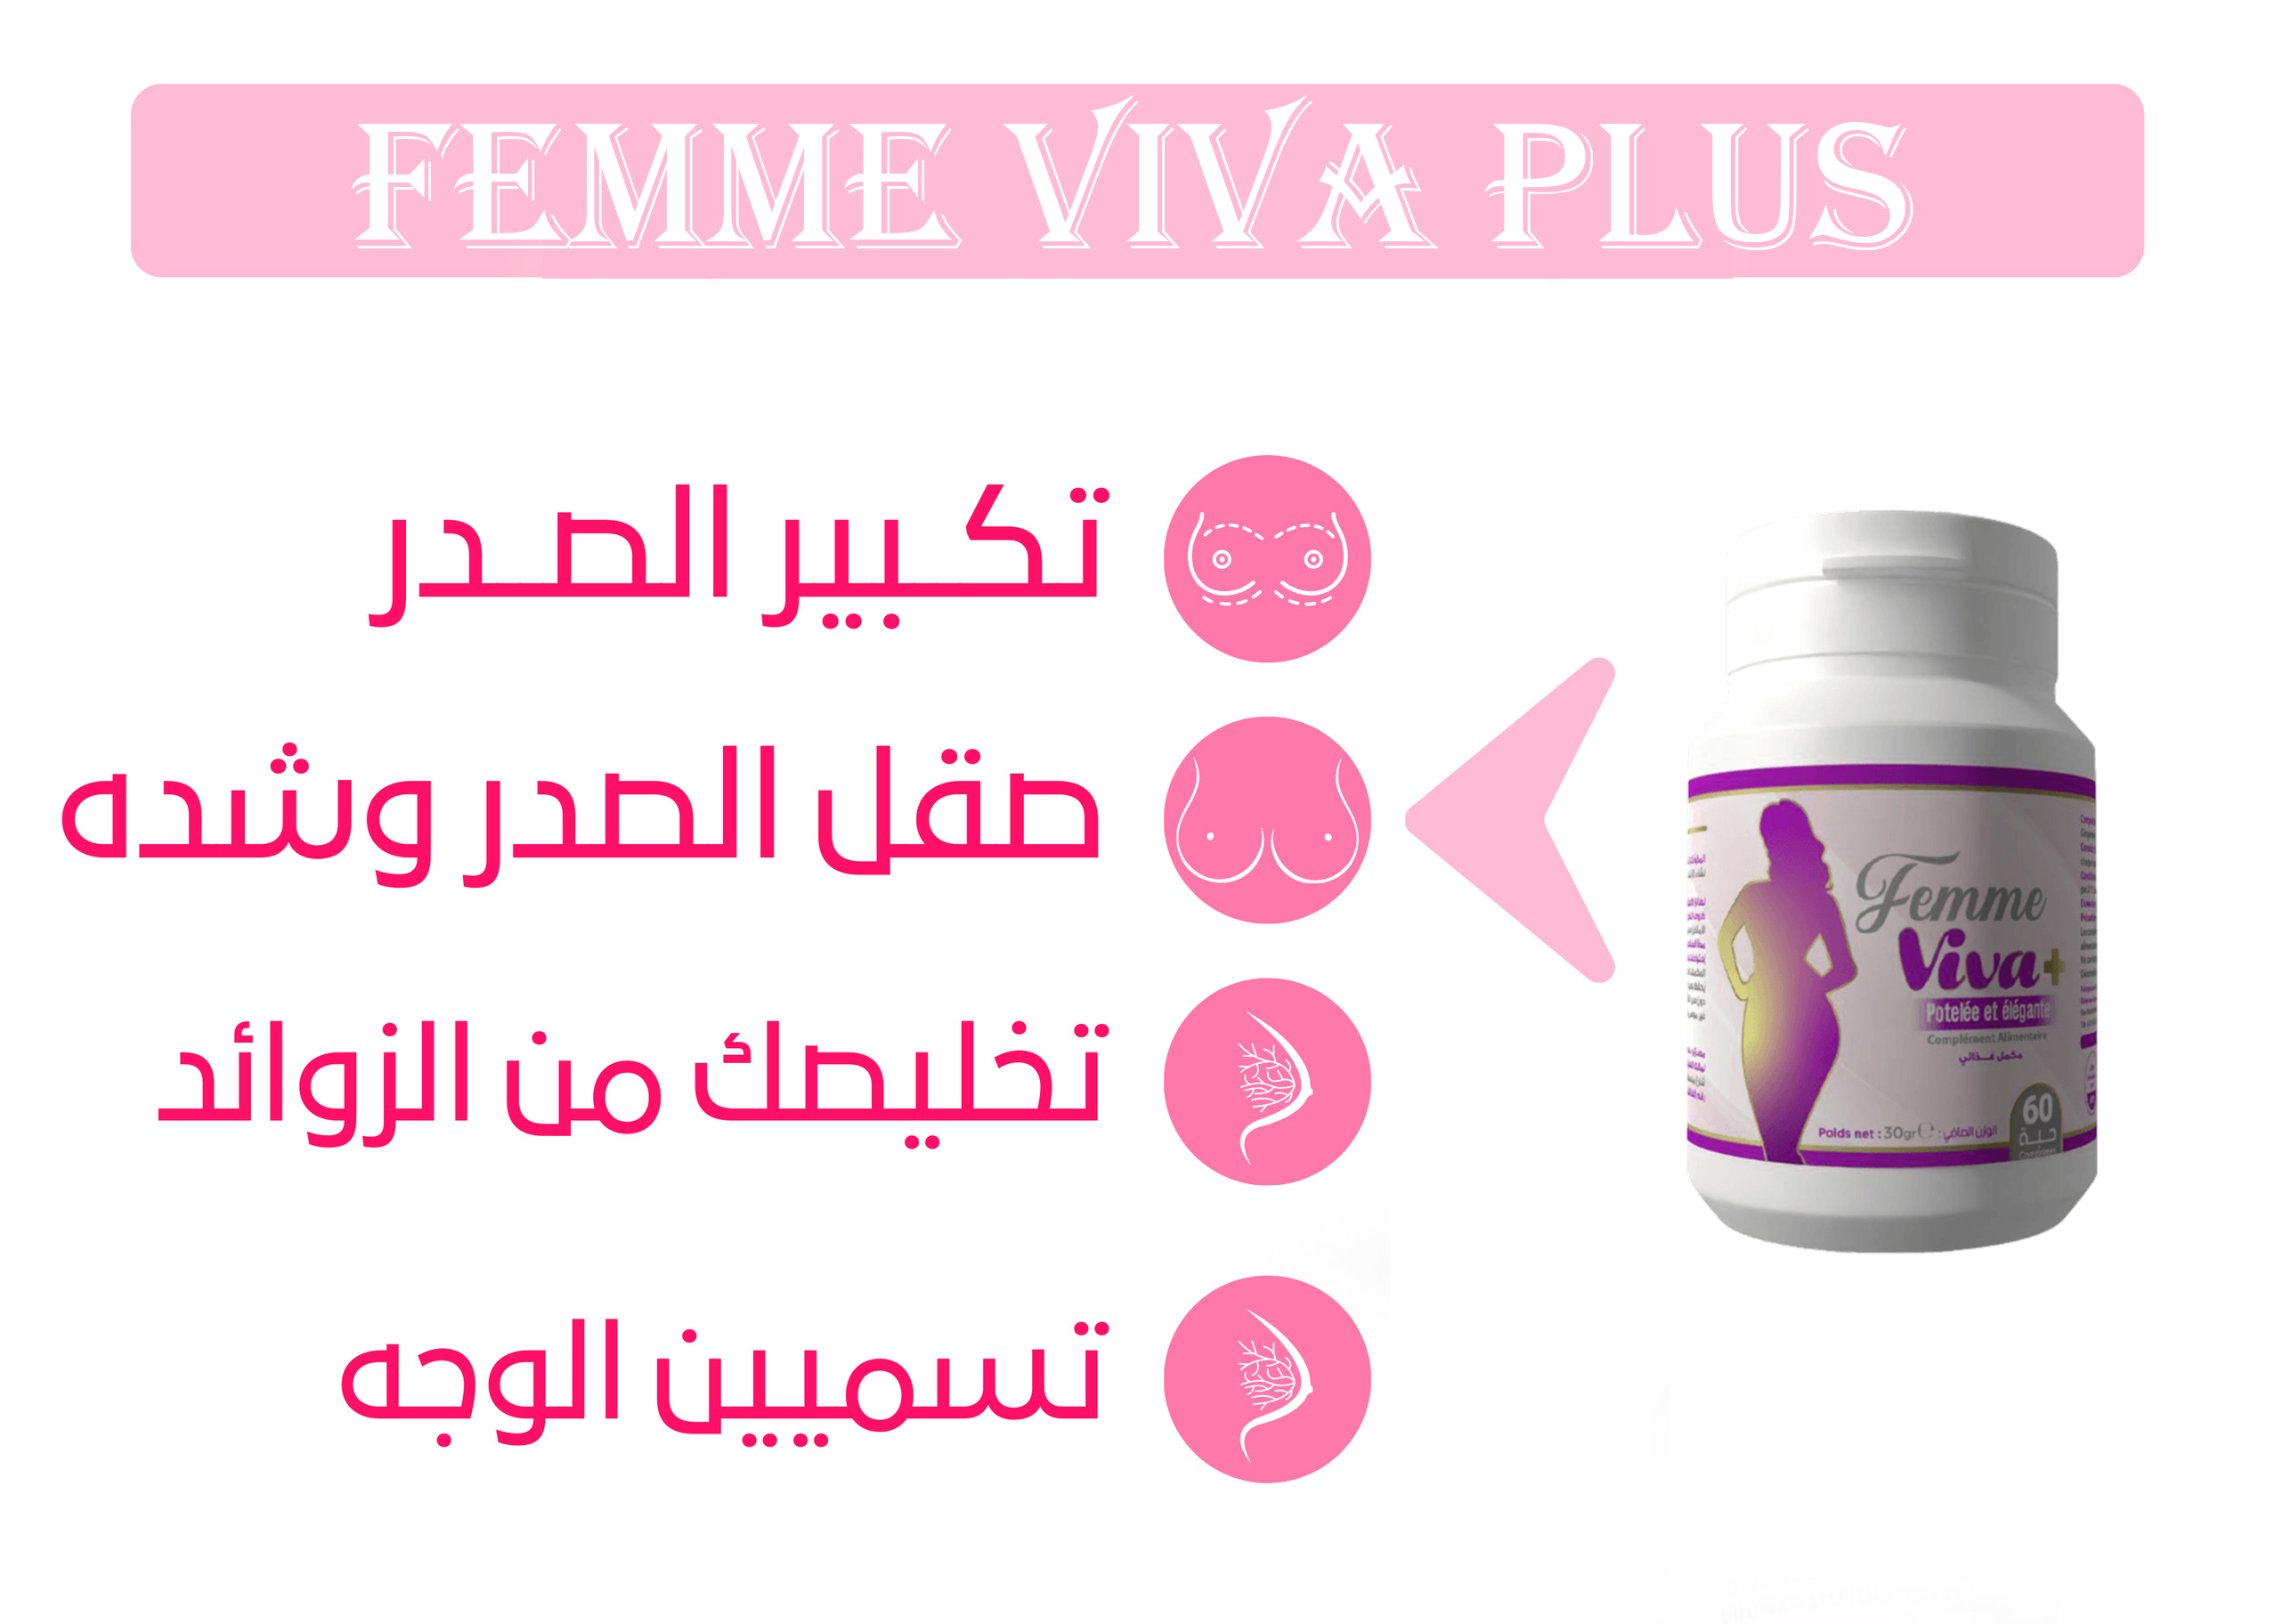 FEMME VIVA PLUS
تكبير الصدر
صقل الصدر وشده
تخليصك من الزوائد
تسميين الوجه
Femme
Viva+
Potelée et élégante
Complément Alimentaire
مكمل غذائي
60
حبة
Poids net : 30gr℮ : الوزن الصافي